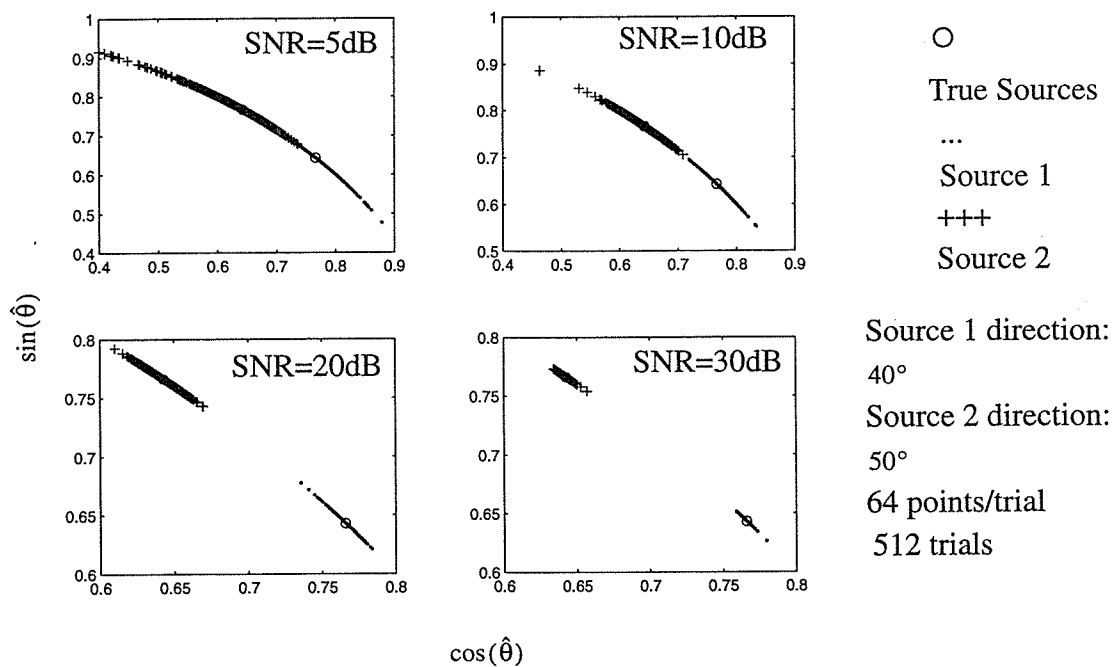 SNR=5dB
1
0.9
0.8
0.7
0.6
0.5
0.4
0.4 0.5 0.6 0.7 0.8 0.9
SNR=10dB
1.0
0.9
0.8
0.7
0.6
0.5
0.4 0.5 0.6 0.7 0.8 0.9
SNR=20dB
0.8
0.75
0.7
0.65
0.6
0.6 0.65 0.7 0.75 0.8
SNR=30dB
0.8
0.75
0.7
0.65
0.6
0.6 0.65 0.7 0.75 0.8
sin(θ̂)
cos(θ̂)
True Sources
...
Source 1
+++
Source 2
Source 1 direction:
40°
Source 2 direction:
50°
64 points/trial
512 trials